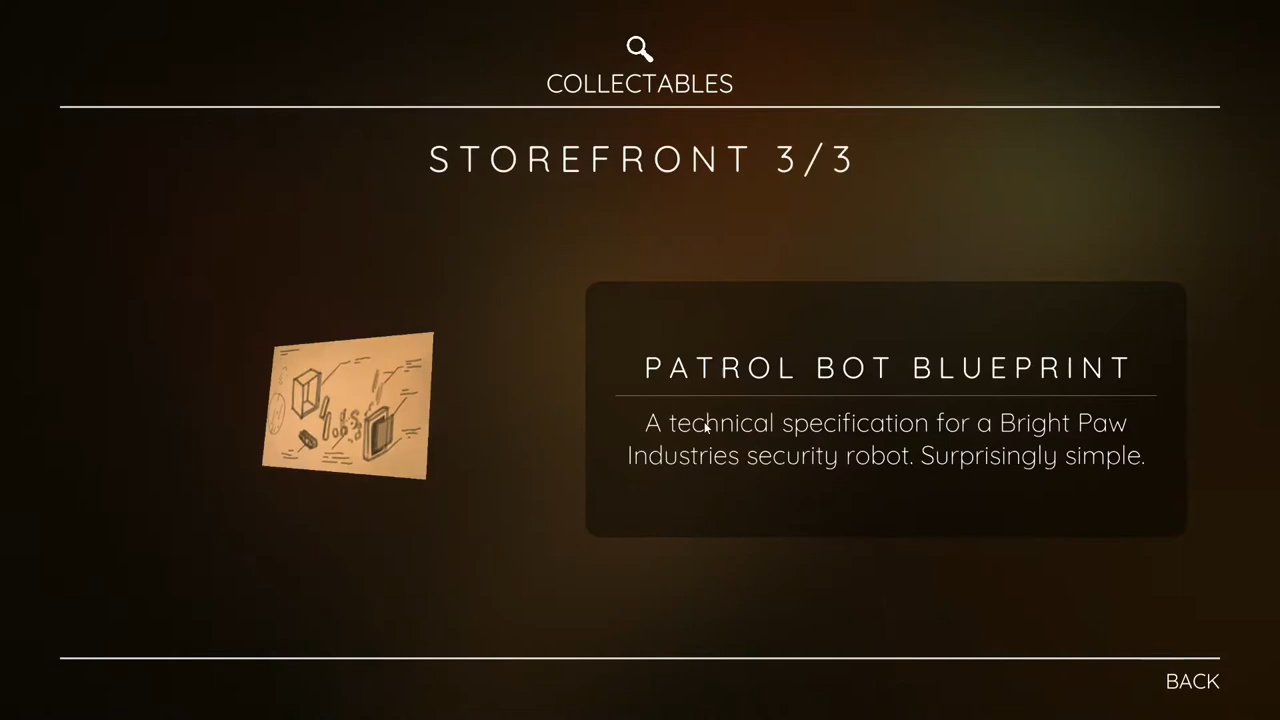 COLLECTABLES
STOREFRONT 3/3
PATROL BOT BLUEPRINT
A technical specification for a Bright Paw
Industries security robot. Surprisingly simple.
BACK